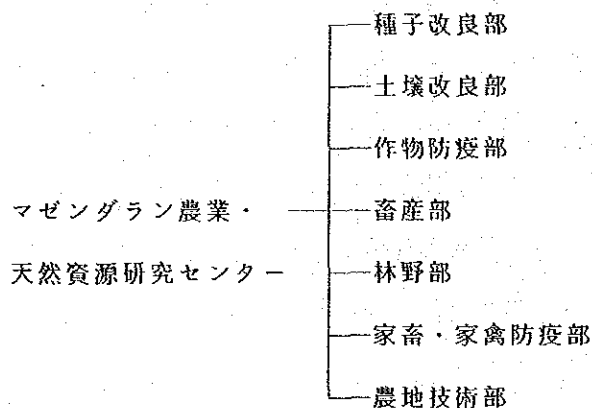 種子改良部
土壌改良部
作物防疫部
マゼンダラン農業・
畜産部
天然資源研究センター
林野部
家畜・家禽防疫部
農地技術部